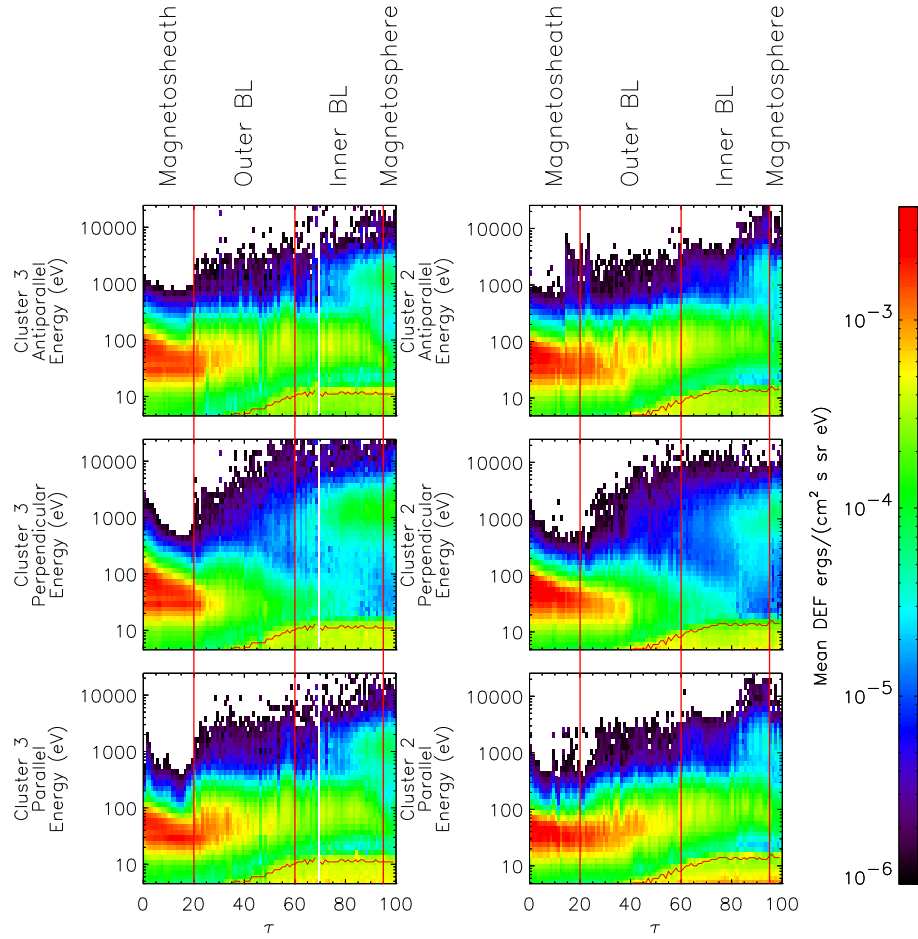 Magnetosheath
Outer BL
Inner BL
Magnetosphere
Magnetosheath
Outer BL
Inner BL
Magnetosphere
Cluster 3
Antiparallel
Energy (eV)
10000
1000
100
10
Cluster 2
Antiparallel
Energy (eV)
10000
1000
100
10
Cluster 3
Perpendicular
Energy (eV)
10000
1000
100
10
Cluster 2
Perpendicular
Energy (eV)
10000
1000
100
10
Cluster 3
Parallel
Energy (eV)
10000
1000
100
10
0 20 40 60 80 100
τ
Cluster 2
Parallel
Energy (eV)
10000
1000
100
10
0 20 40 60 80 100
τ
Mean DEF ergs/(cm² s sr eV)
10⁻³
10⁻⁴
10⁻⁵
10⁻⁶